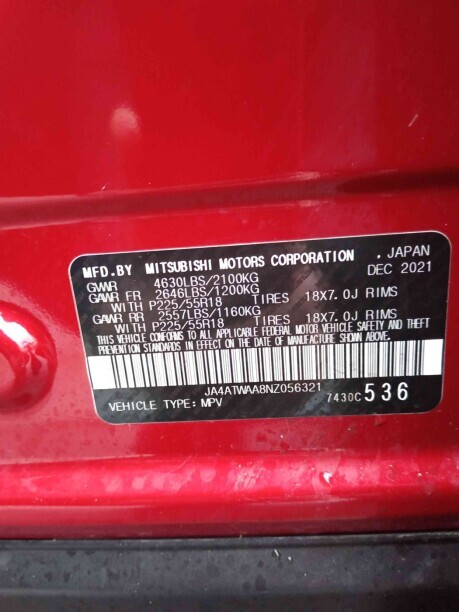 MFD.BY MITSUBISHI MOTORS CORPORATION , JAPAN
GVWR 4630LBS/2100KG DEC 2021
GAWR FR 2646LBS/1200KG
WITH P225/55R18 TIRES 18X7.0J RIMS
GAWR RR 2557LBS/1160KG
WITH P225/55R18 TIRES 18X7.0J RIMS
THIS VEHICLE CONFORMS TO ALL APPLICABLE FEDERAL MOTOR VEHICLE SAFETY AND THEFT
PREVENTION STANDARDS IN EFFECT ON THE DATE OF MANUFACTURE SHOWN ABOVE.
JA4ATWAA8NZ056321
VEHICLE TYPE:MPV 7430C 536